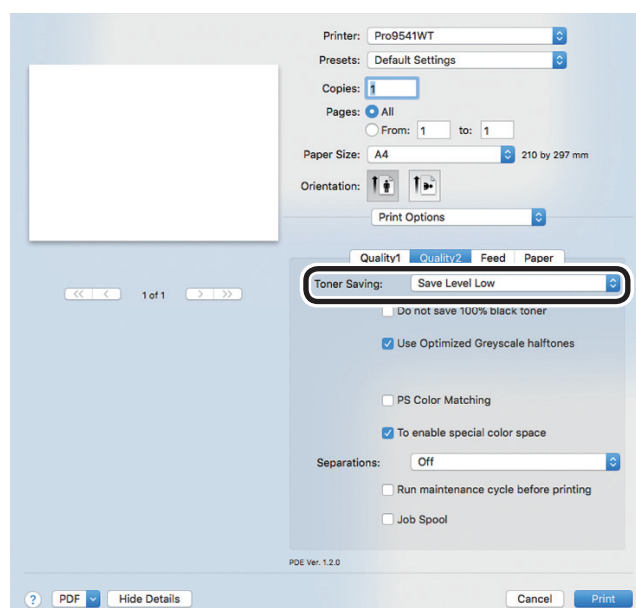 Printer: Pro9541WT
Presets: Default Settings
Copies: 1
Pages: All
From: 1 to: 1
Paper Size: A4 210 by 297 mm
Orientation:
Print Options
Quality1 Quality2 Feed Paper
Toner Saving: Save Level Low
Do not save 100% black toner
Use Optimized Greyscale halftones
<< < 1 of 1 > >>
PS Color Matching
To enable special color space
Separations: Off
Run maintenance cycle before printing
Job Spool
PDE Ver. 1.2.0
? PDF Hide Details Cancel Print